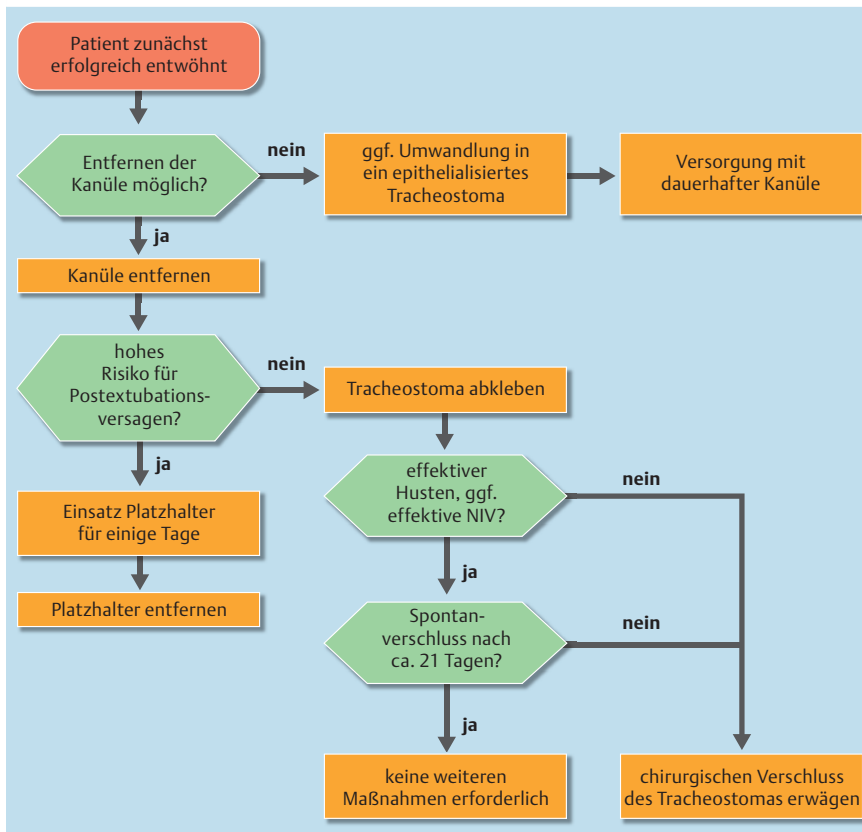 Patient zunächst
erfolgreich entwöhnt
Entfernen der
Kanüle möglich?
nein
ggf. Umwandlung in
ein epithelialisiertes
Tracheostoma
Versorgung mit
dauerhafter Kanüle
ja
Kanüle entfernen
hohes
Risiko für
Postextubations-
versagen?
nein
Tracheostoma abkleben
ja
Einsatz Platzhalter
für einige Tage
Platzhalter entfernen
effektiver
Husten, ggf.
effektive NIV?
nein
ja
Spontan-
verschluss nach
ca. 21 Tagen?
nein
ja
keine weiteren
Maßnahmen erforderlich
chirurgischen Verschluss
des Tracheostomas erwägen